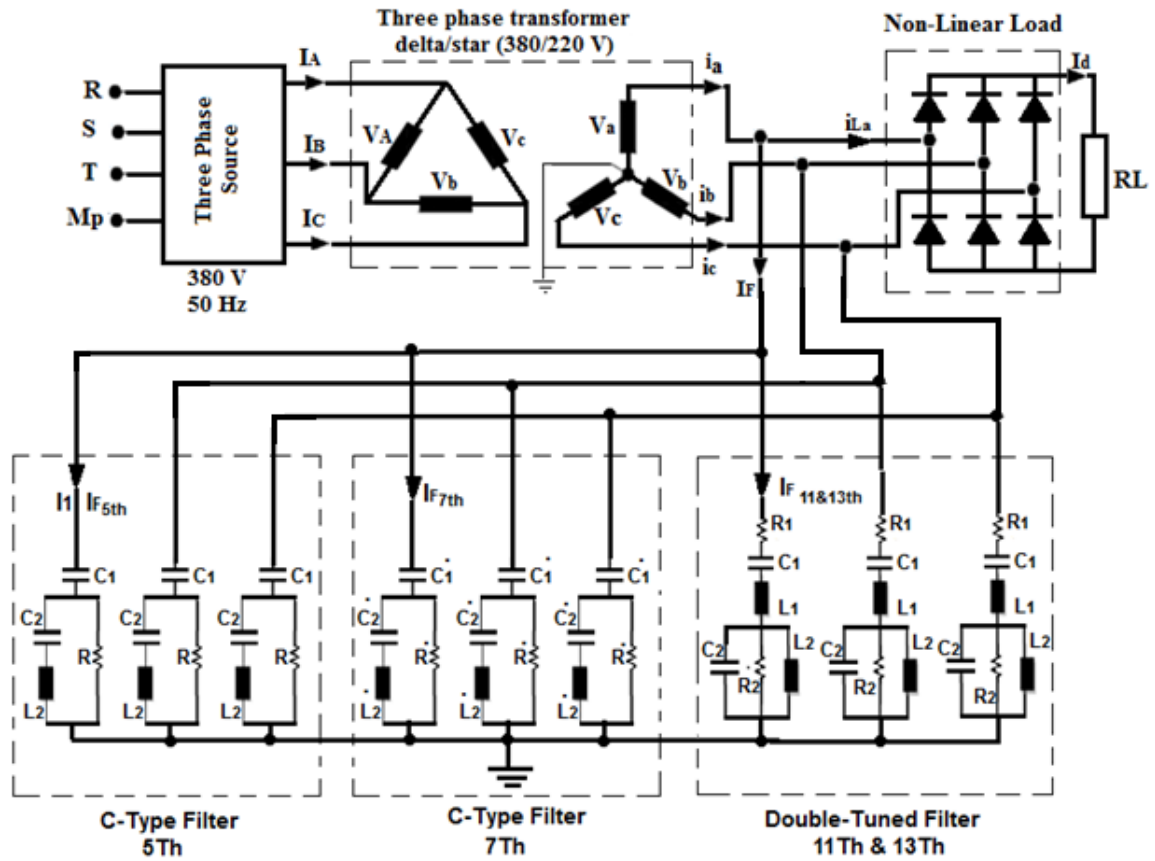 Three phase transformer
delta/star (380/220 V)
Non-Linear Load
R
S
T
Mp
Three Phase
Source
380 V
50 Hz
IA
IB
IC
VA
Vc
Vb
Va
Vb
Vc
ia
ib
ic
iLa
Id
RL
IF
I1 IF5th
IF7th
IF 11&13th
C1
C1
C1
C2
C2
C2
R
R
R
L2
L2
L2
C1
C1
C1
C2
C2
C2
R
R
R
L2
L2
L2
R1
R1
R1
C1
C1
C1
L1
L1
L1
C2
C2
C2
R2
R2
R2
L2
L2
L2
C-Type Filter
5Th
C-Type Filter
7Th
Double-Tuned Filter
11Th & 13Th